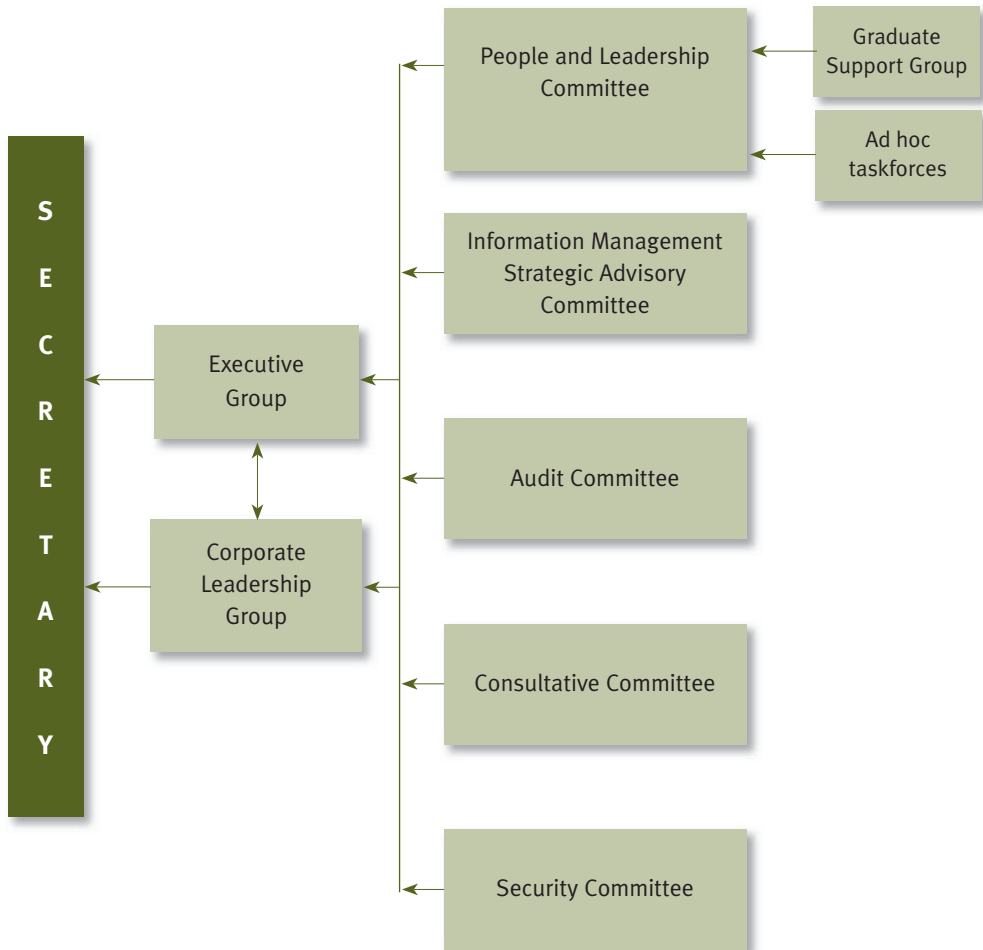 SECRETARY
Executive
Group
Corporate
Leadership
Group
People and Leadership
Committee
Graduate
Support Group
Ad hoc
taskforces
Information Management
Strategic Advisory
Committee
Audit Committee
Consultative Committee
Security Committee